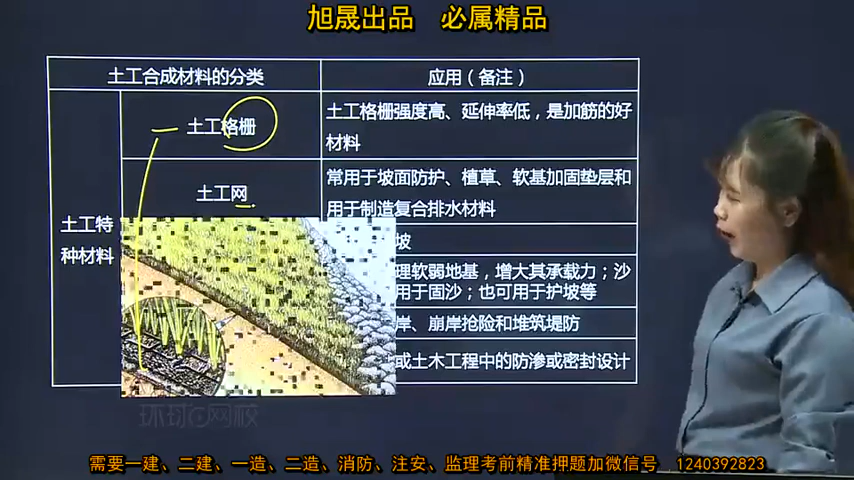 旭晟出品 必属精品
土工合成材料的分类 应用（备注）
土工格栅
土工格栅强度高、延伸率低，是加筋的好
材料
土工网
常用于坡面防护、植草、软基加固垫层和
用于制造复合排水材料
土工特
种材料
坡
理软弱地基，增大其承载力；沙
用于固沙；也可用于护坡等
岸、崩岸抢险和堆筑堤防
或土木工程中的防渗或密封设计
环球网校
需要一建、二建、一造、二造、消防、注安、监理考前精准押题加微信号 1240392823